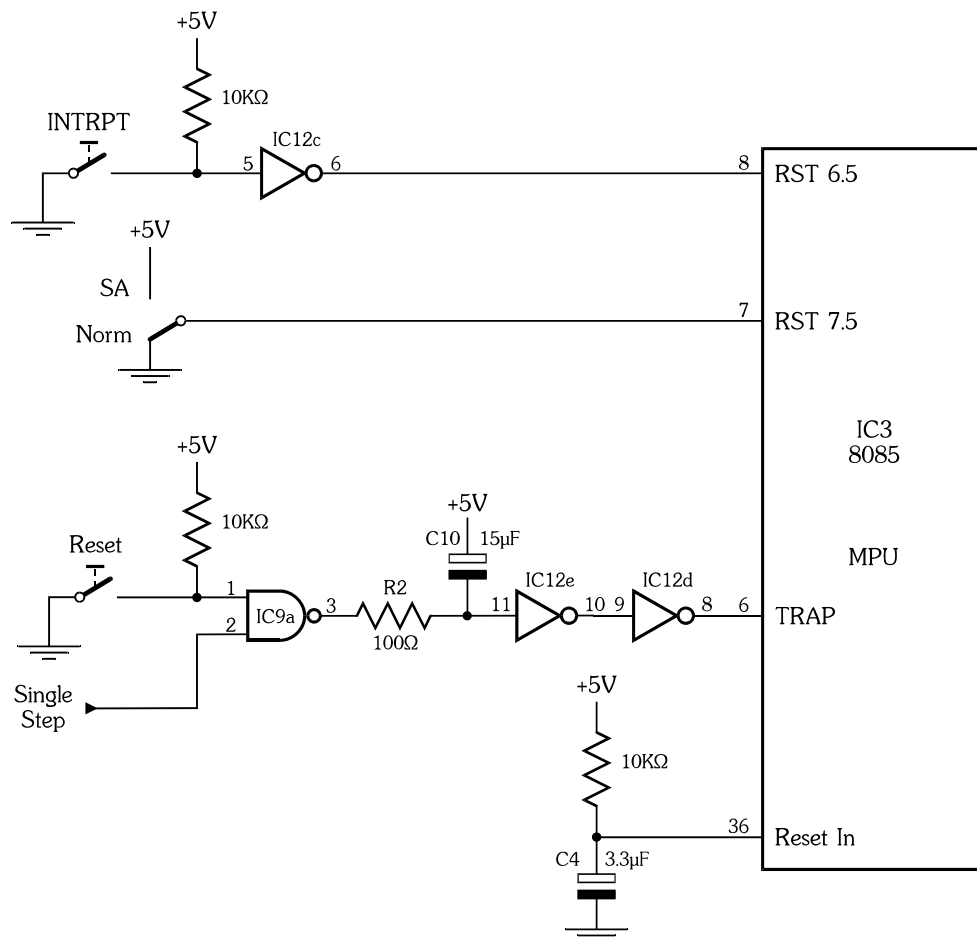 +5V
10KΩ
INTRPT
IC12c
5
6
8
RST 6.5
+5V
SA
Norm
7
RST 7.5
IC3
8085
MPU
+5V
10KΩ
Reset
1
2
IC9a
3
R2
100Ω
+5V
C10
15µF
11
IC12e
10
9
IC12d
8
6
TRAP
Single
Step
+5V
10KΩ
36
Reset In
C4
3.3µF